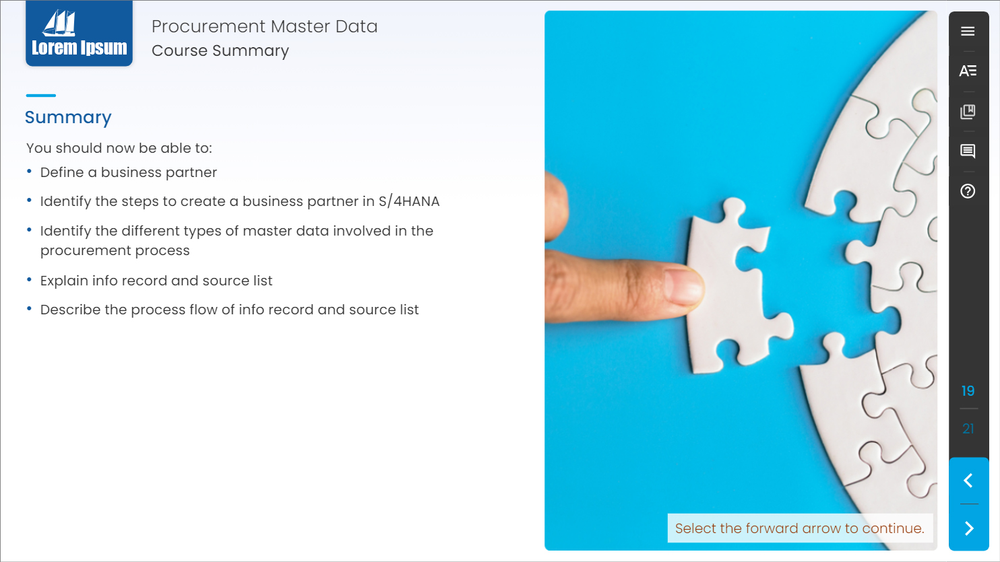 Lorem Ipsum
Procurement Master Data
Course Summary
Summary
You should now be able to:
• Define a business partner
• Identify the steps to create a business partner in S/4HANA
• Identify the different types of master data involved in the
procurement process
• Explain info record and source list
• Describe the process flow of info record and source list
Select the forward arrow to continue.
A
19
21